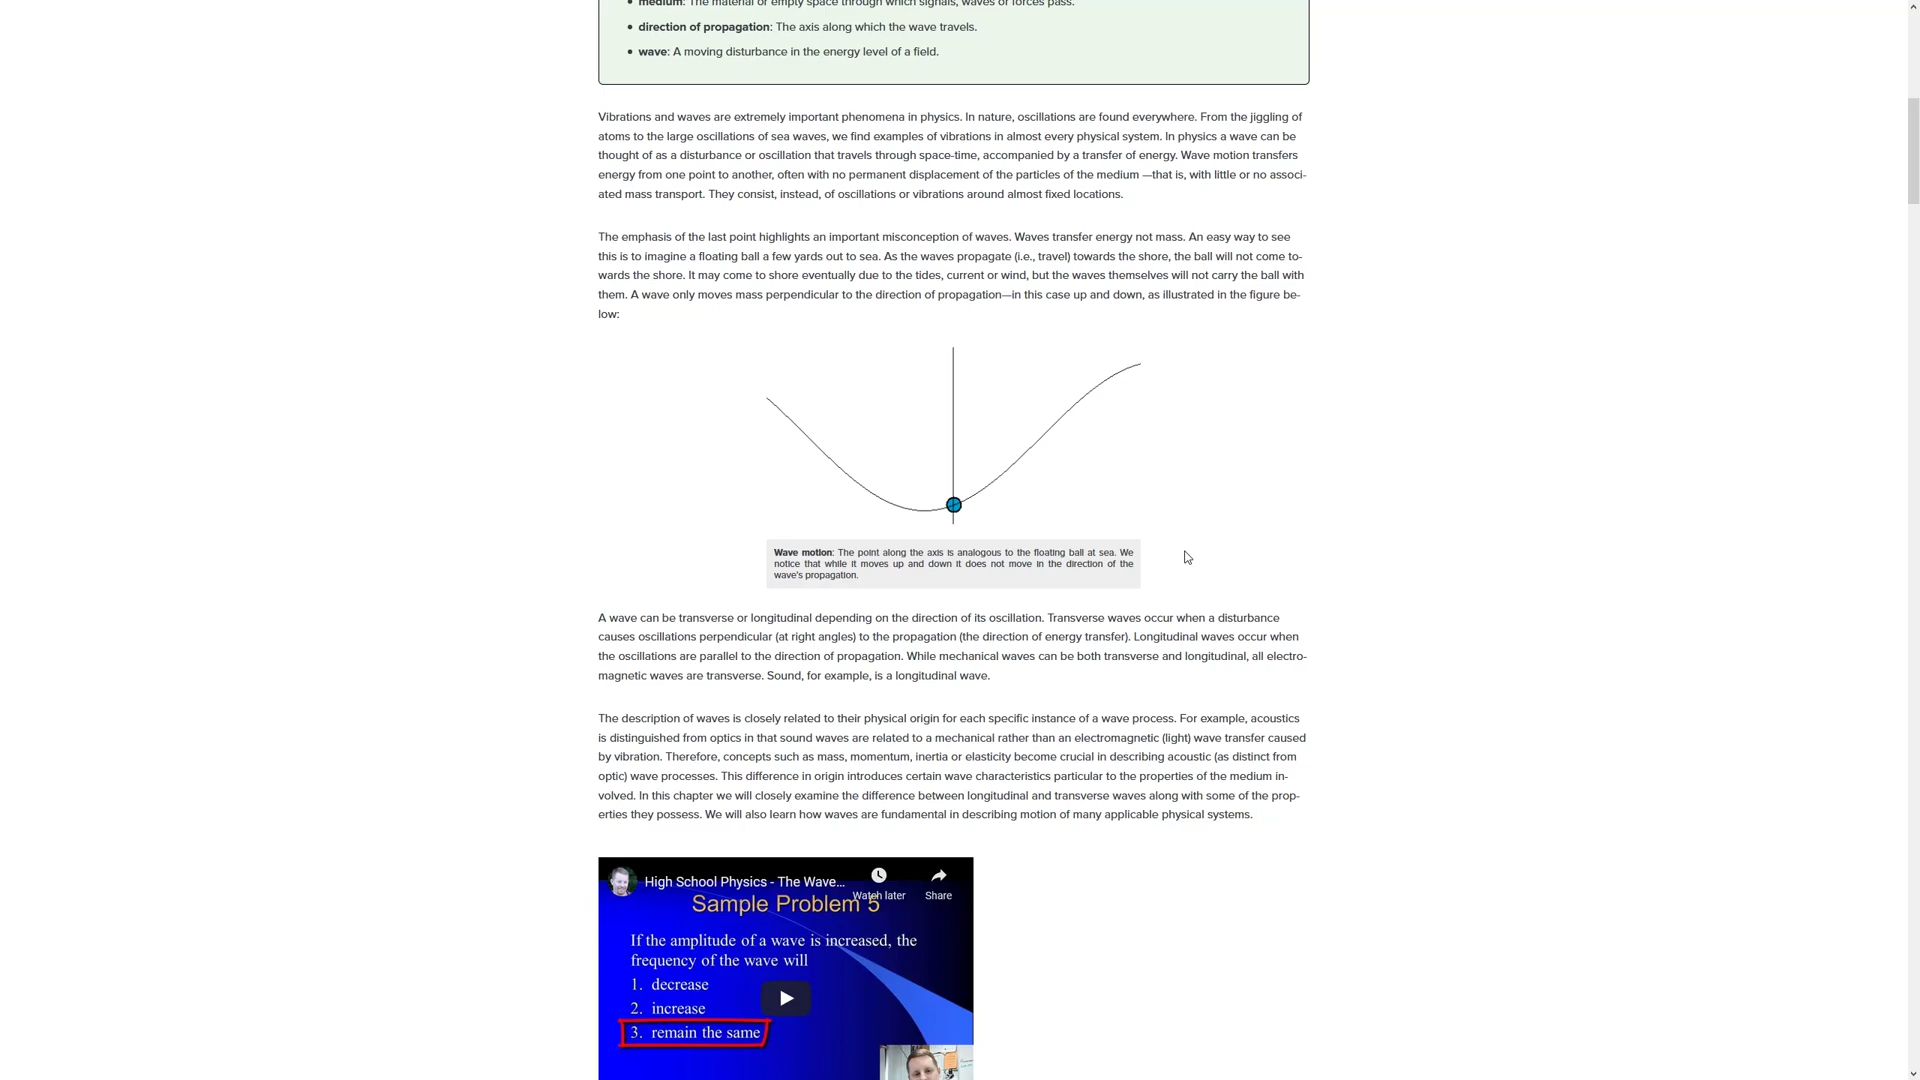 medium: The material or empty space through which signals, waves or forces pass.
direction of propagation: The axis along which the wave travels.
wave: A moving disturbance in the energy level of a field.
Vibrations and waves are extremely important phenomena in physics. In nature, oscillations are found everywhere. From the jiggling of
atoms to the large oscillations of sea waves, we find examples of vibrations in almost every physical system. In physics a wave can be
thought of as a disturbance or oscillation that travels through space-time, accompanied by a transfer of energy. Wave motion transfers
energy from one point to another, often with no permanent displacement of the particles of the medium —that is, with little or no associ-
ated mass transport. They consist, instead, of oscillations or vibrations around almost fixed locations.
The emphasis of the last point highlights an important misconception of waves. Waves transfer energy not mass. An easy way to see
this is to imagine a floating ball a few yards out to sea. As the waves propagate (i.e., travel) towards the shore, the ball will not come to-
wards the shore. It may come to shore eventually due to the tides, current or wind, but the waves themselves will not carry the ball with
them. A wave only moves mass perpendicular to the direction of propagation—in this case up and down, as illustrated in the figure be-
low:
Wave motion: The point along the axis is analogous to the floating ball at sea. We
notice that while it moves up and down it does not move in the direction of the
wave's propagation.
A wave can be transverse or longitudinal depending on the direction of its oscillation. Transverse waves occur when a disturbance
causes oscillations perpendicular (at right angles) to the propagation (the direction of energy transfer). Longitudinal waves occur when
the oscillations are parallel to the direction of propagation. While mechanical waves can be both transverse and longitudinal, all electro-
magnetic waves are transverse. Sound, for example, is a longitudinal wave.
The description of waves is closely related to their physical origin for each specific instance of a wave process. For example, acoustics
is distinguished from optics in that sound waves are related to a mechanical rather than an electromagnetic (light) wave transfer caused
by vibration. Therefore, concepts such as mass, momentum, inertia or elasticity become crucial in describing acoustic (as distinct from
optic) wave processes. This difference in origin introduces certain wave characteristics particular to the properties of the medium in-
volved. In this chapter we will closely examine the difference between longitudinal and transverse waves along with some of the prop-
erties they possess. We will also learn how waves are fundamental in describing motion of many applicable physical systems.
High School Physics - The Wave...
Watch later
Share
Sample Problem 5
If the amplitude of a wave is increased, the
frequency of the wave will
1. decrease
2. increase
3. remain the same